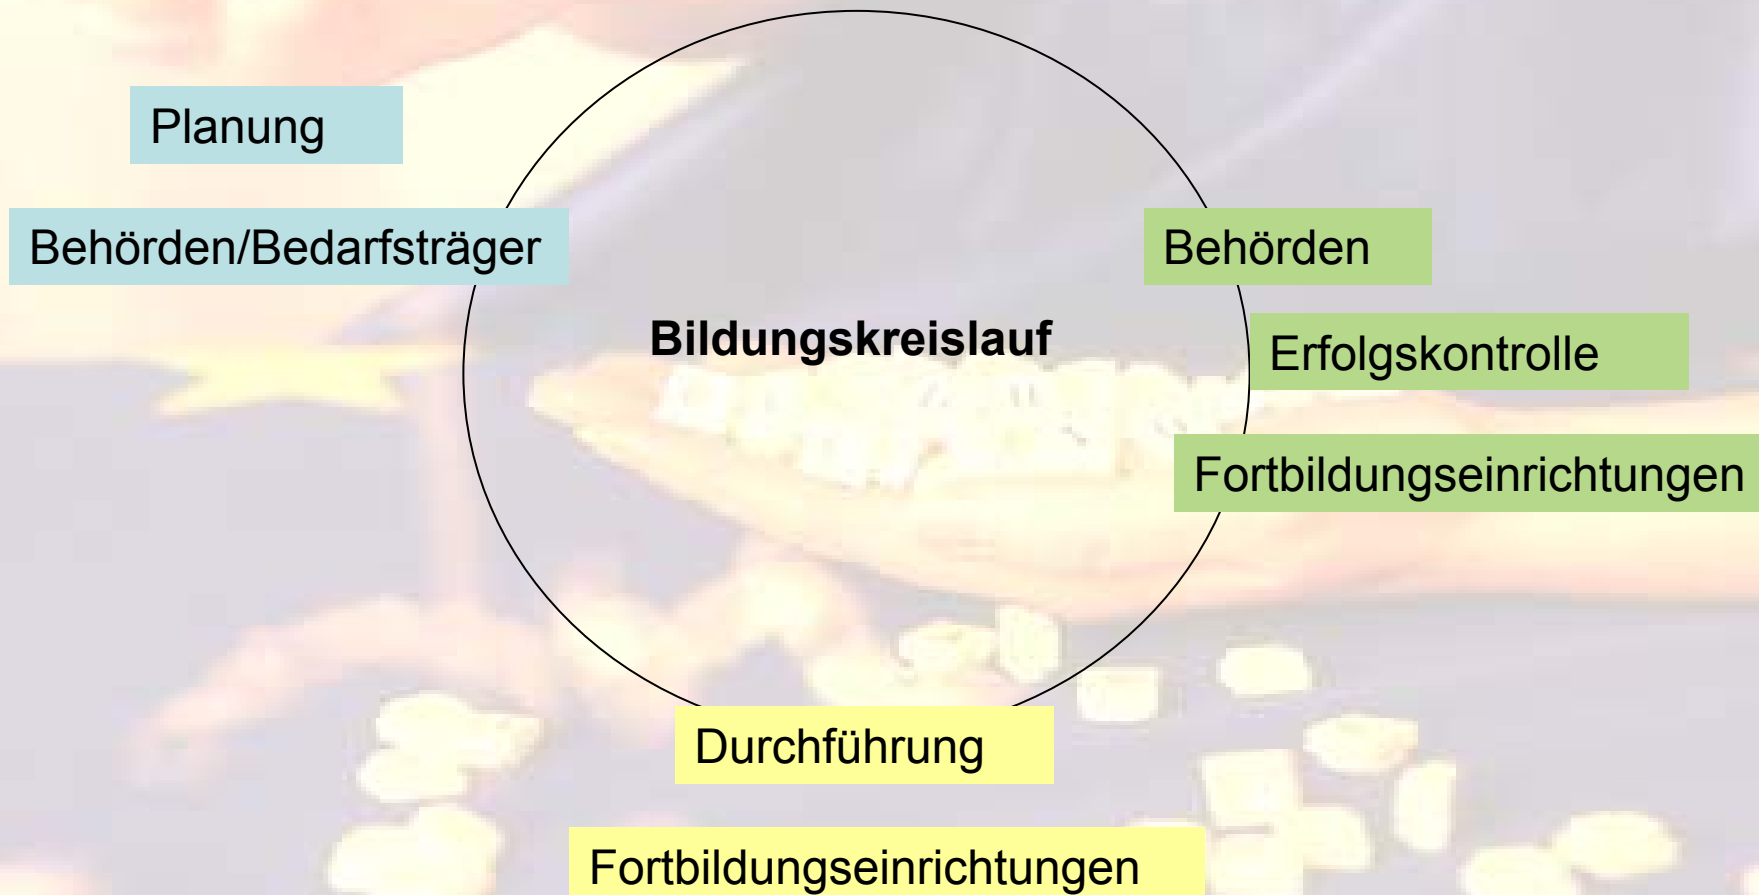 Planung
Behörden/Bedarfsträger
Behörden
Bildungskreislauf
Erfolgskontrolle
Fortbildungseinrichtungen
Durchführung
Fortbildungseinrichtungen